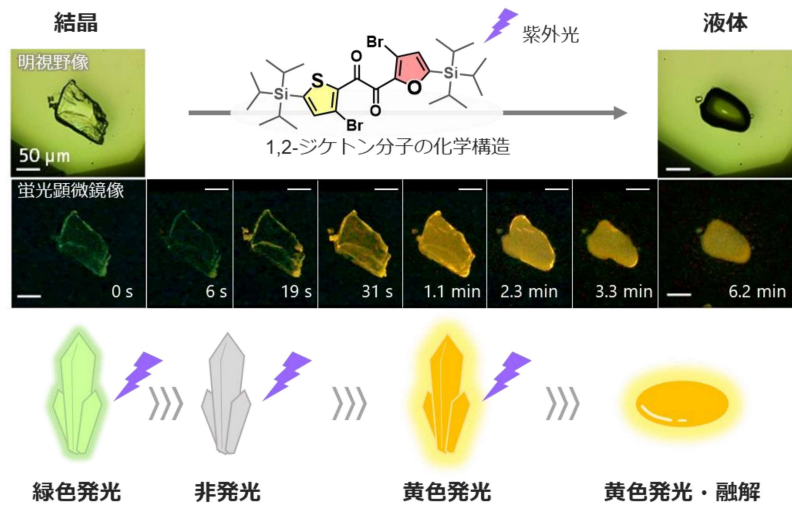 結晶
紫外光
液体
明視野像
50 μm
Br
O
S
Si
O
Br
O
Si
1,2-ジケトン分子の化学構造
蛍光顕微鏡像
0 s
6 s
19 s
31 s
1.1 min
2.3 min
3.3 min
6.2 min
緑色発光
非発光
黄色発光
黄色発光・融解